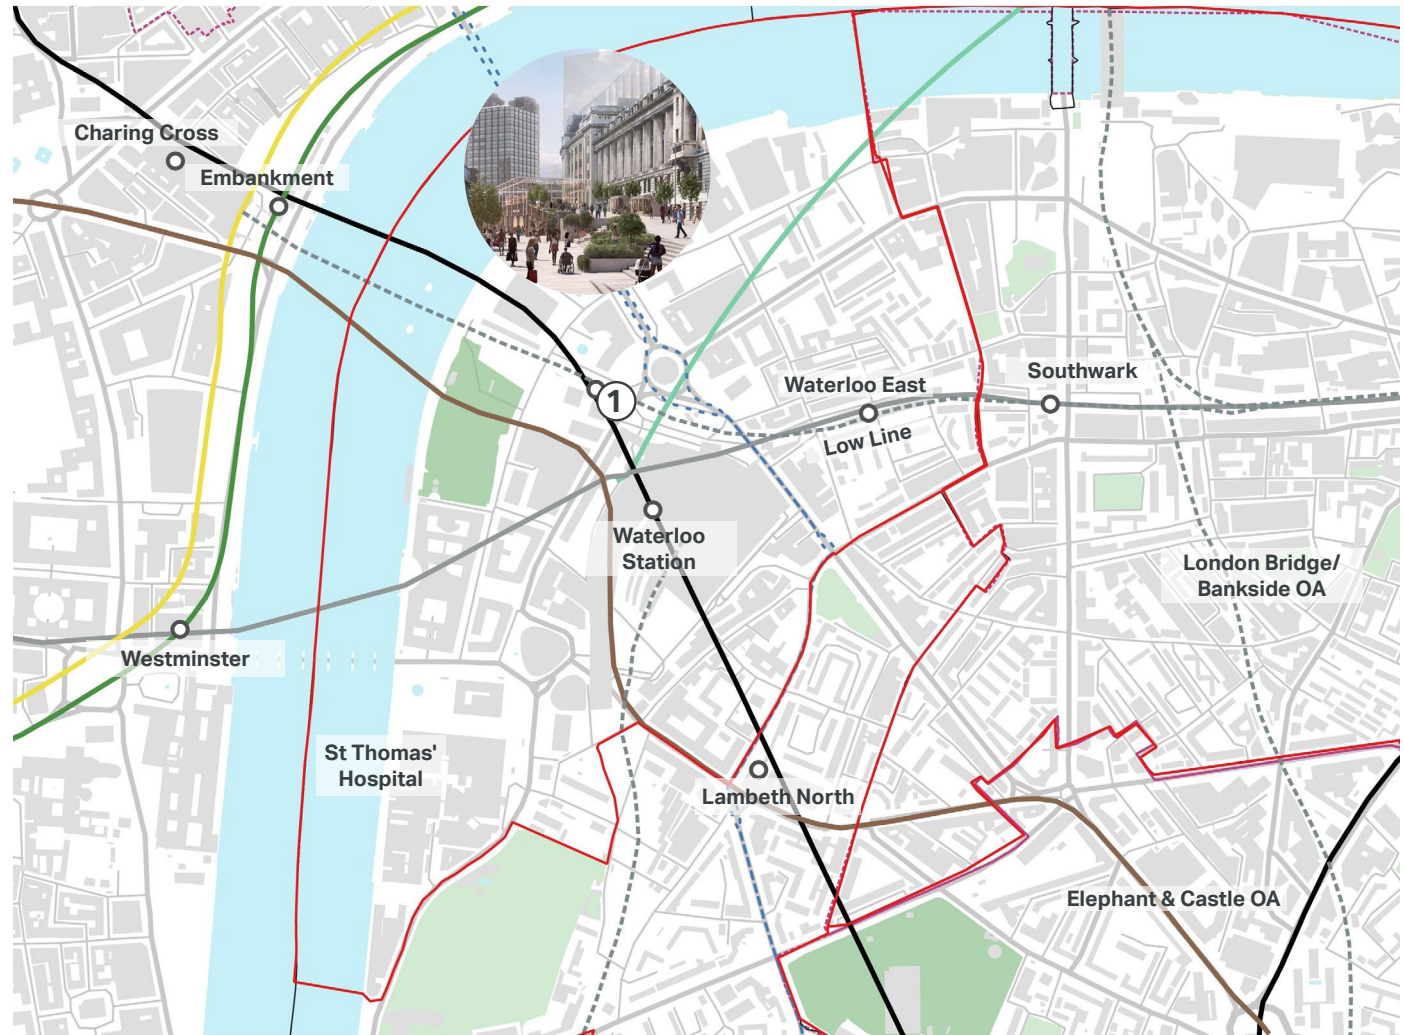 Charing Cross
Embankment
1
Waterloo East
Southwark
Low Line
Waterloo
Station
London Bridge/
Bankside OA
Westminster
St Thomas'
Hospital
Lambeth North
Elephant & Castle OA